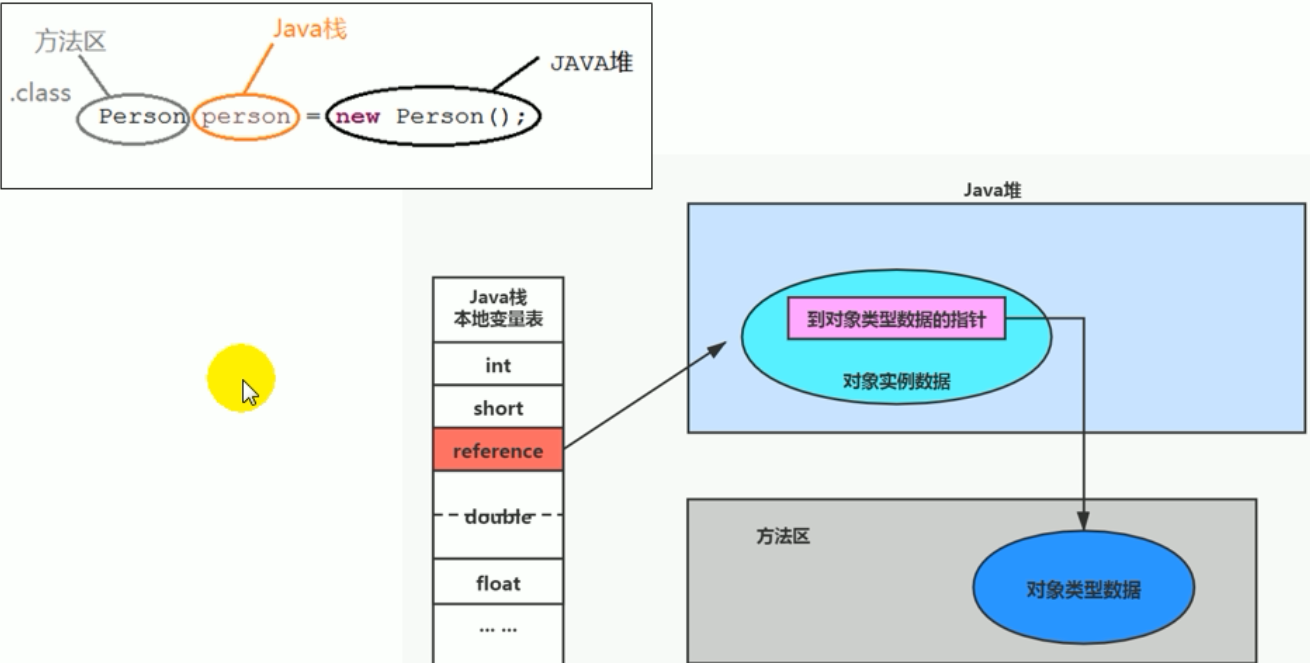 方法区
Java栈
JAVA堆
.class
Person person = new Person();
Java堆
Java栈
本地变量表
int
short
reference
double
float
... ...
到对象类型数据的指针
对象实例数据
方法区
对象类型数据